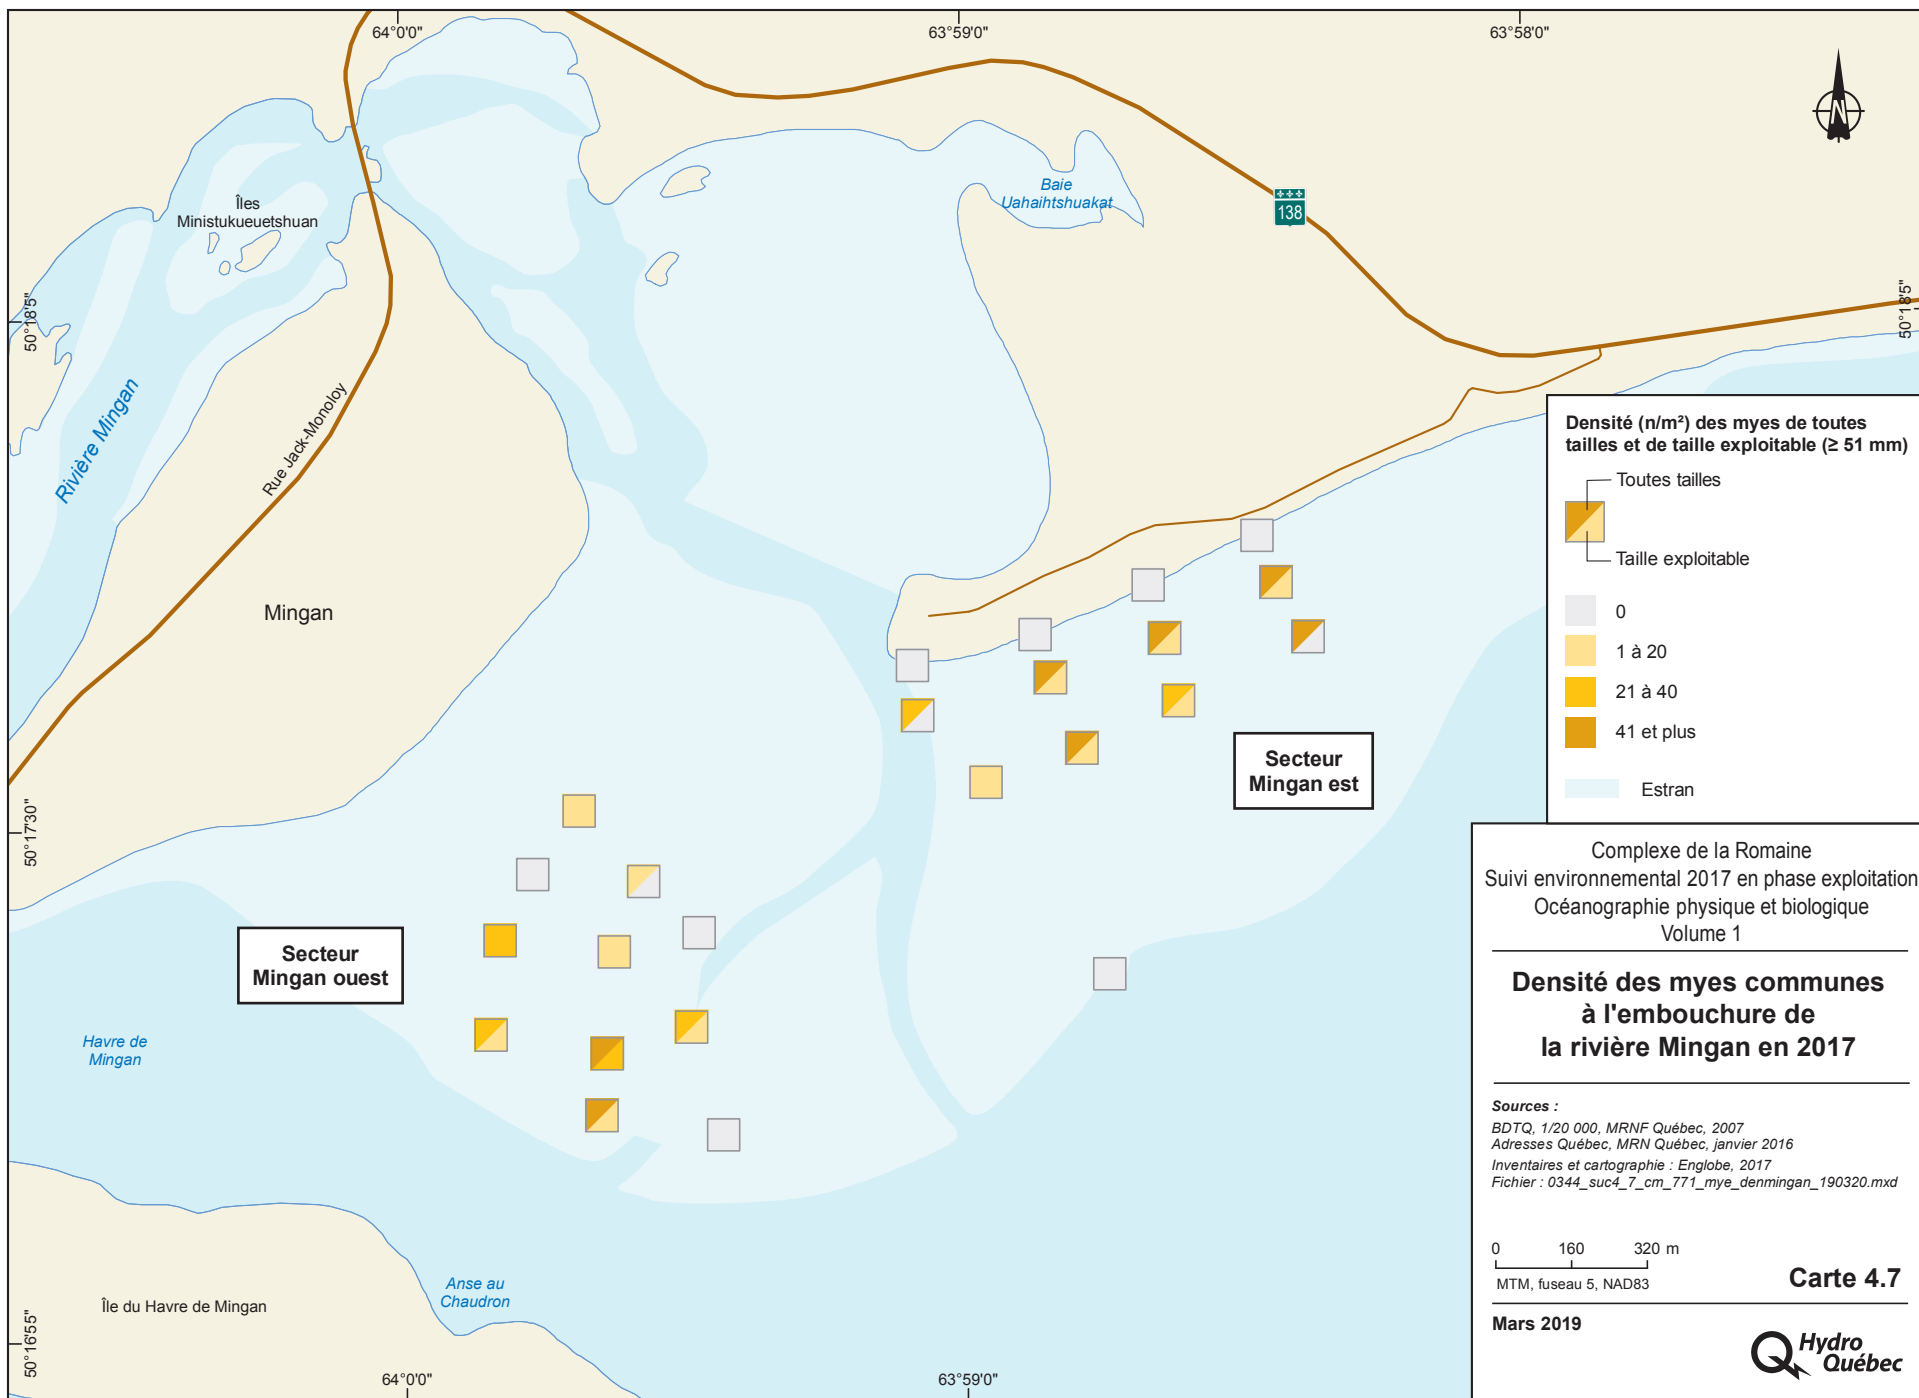 64°0'0"
63°59'0"
63°58'0"
N
Îles
Ministukueuetshuan
Baie
Uahaihtshuakat
138
50°18'5"
50°18'5"
Rivière Mingan
Rue Jack-Monoloy
Mingan
Densité (n/m²) des myes de toutes
tailles et de taille exploitable (≥ 51 mm)
Toutes tailles
Taille exploitable
0
1 à 20
21 à 40
41 et plus
Estran
Secteur
Mingan est
50°17'30"
Secteur
Mingan ouest
Havre de
Mingan
Complexe de la Romaine
Suivi environnemental 2017 en phase exploitation
Océanographie physique et biologique
Volume 1
Densité des myes communes
à l'embouchure de
la rivière Mingan en 2017
Sources :
BDTQ, 1/20 000, MRNF Québec, 2007
Adresses Québec, MRN Québec, janvier 2016
Inventaires et cartographie : Englobe, 2017
Fichier : 0344_suc4_7_cm_771_mye_denmingan_190320.mxd
0 160 320 m
MTM, fuseau 5, NAD83
Carte 4.7
Mars 2019
Hydro
Québec
Anse au
Chaudron
Île du Havre de Mingan
50°16'55"
64°0'0"
63°59'0"